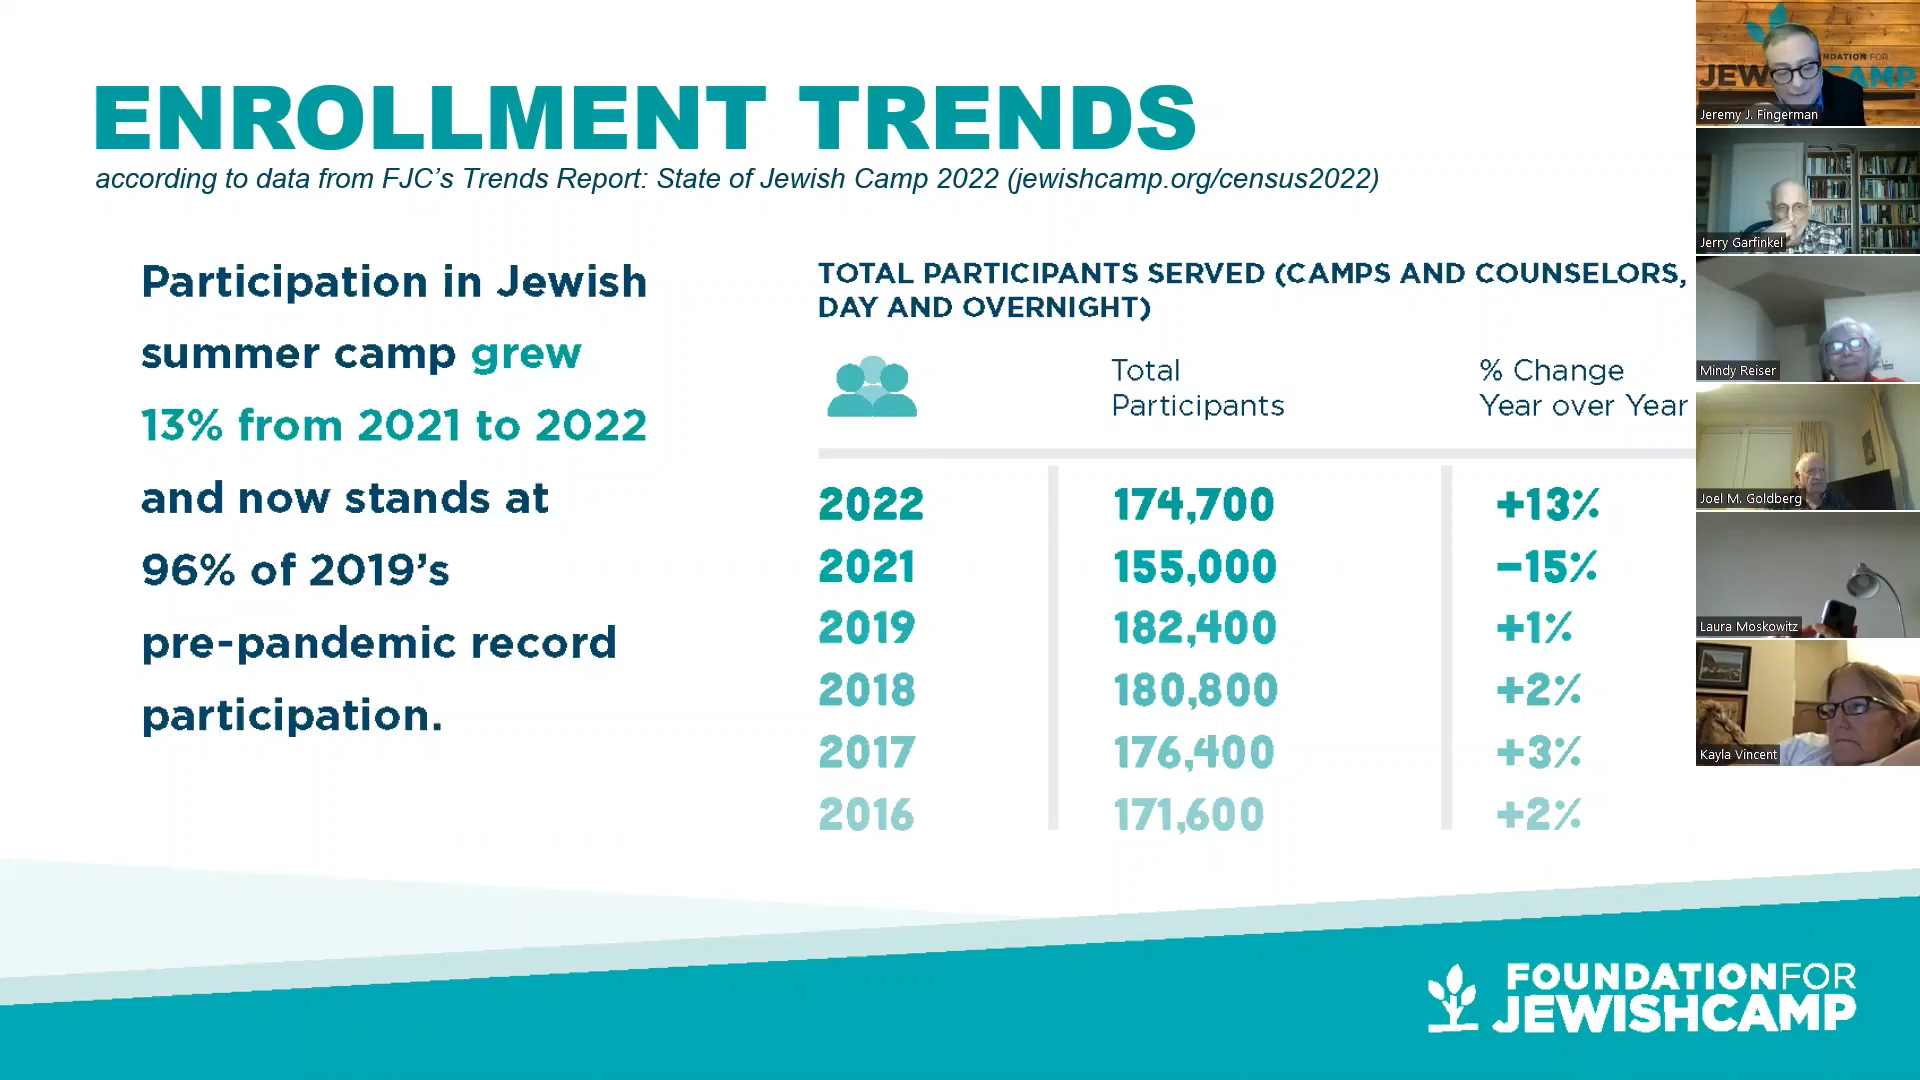 ENROLLMENT TRENDS
according to data from FJC’s Trends Report: State of Jewish Camp 2022 (jewishcamp.org/census2022)
Participation in Jewish
summer camp grew
13% from 2021 to 2022
and now stands at
96% of 2019’s
pre-pandemic record
participation.
TOTAL PARTICIPANTS SERVED (CAMPS AND COUNSELORS,
DAY AND OVERNIGHT)
Total
Participants
% Change
Year over Year
2022 174,700 +13%
2021 155,000 –15%
2019 182,400 +1%
2018 180,800 +2%
2017 176,400 +3%
2016 171,600 +2%
FOUNDATIONFOR
JEWISHCAMP
NDATION FOR
JEW CAMP
Jeremy J. Fingerman
Jerry Garfinkel
Mindy Reiser
Joel M. Goldberg
Laura Moskowitz
Kayla Vincent